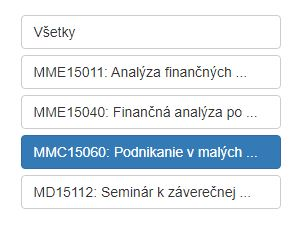 Všetky
MME15011: Analýza finančných ...
MME15040: Finančná analýza po ...
MMC15060: Podnikanie v malých ...
MD15112: Seminár k záverečnej ...